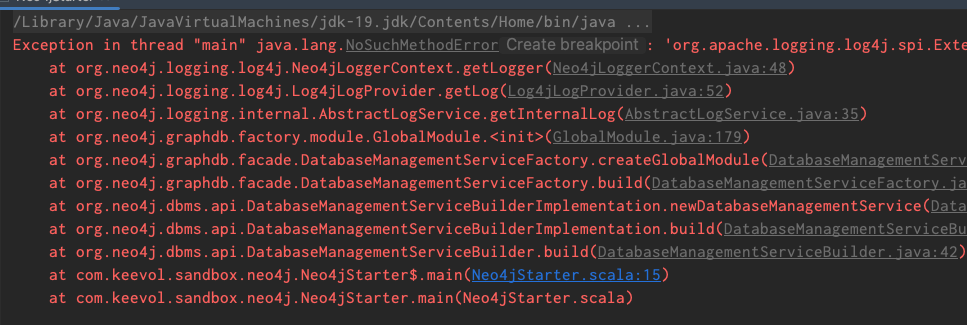 /Library/Java/JavaVirtualMachines/jdk-19.jdk/Contents/Home/bin/java ...
Exception in thread "main" java.lang.NoSuchMethodError Create breakpoint : 'org.apache.logging.log4j.spi.Exte
at org.neo4j.logging.log4j.Neo4jLoggerContext.getLogger(Neo4jLoggerContext.java:48)
at org.neo4j.logging.log4j.Log4jLogProvider.getLog(Log4jLogProvider.java:52)
at org.neo4j.logging.internal.AbstractLogService.getInternalLog(AbstractLogService.java:35)
at org.neo4j.graphdb.factory.module.GlobalModule.<init>(GlobalModule.java:179)
at org.neo4j.graphdb.facade.DatabaseManagementServiceFactory.createGlobalModule(DatabaseManagementServ
at org.neo4j.graphdb.facade.DatabaseManagementServiceFactory.build(DatabaseManagementServiceFactory.ja
at org.neo4j.dbms.api.DatabaseManagementServiceBuilderImplementation.newDatabaseManagementService(Data
at org.neo4j.dbms.api.DatabaseManagementServiceBuilderImplementation.build(DatabaseManagementServiceBu
at org.neo4j.dbms.api.DatabaseManagementServiceBuilder.build(DatabaseManagementServiceBuilder.java:42)
at com.keevol.sandbox.neo4j.Neo4jStarter$.main(Neo4jStarter.scala:15)
at com.keevol.sandbox.neo4j.Neo4jStarter.main(Neo4jStarter.scala)